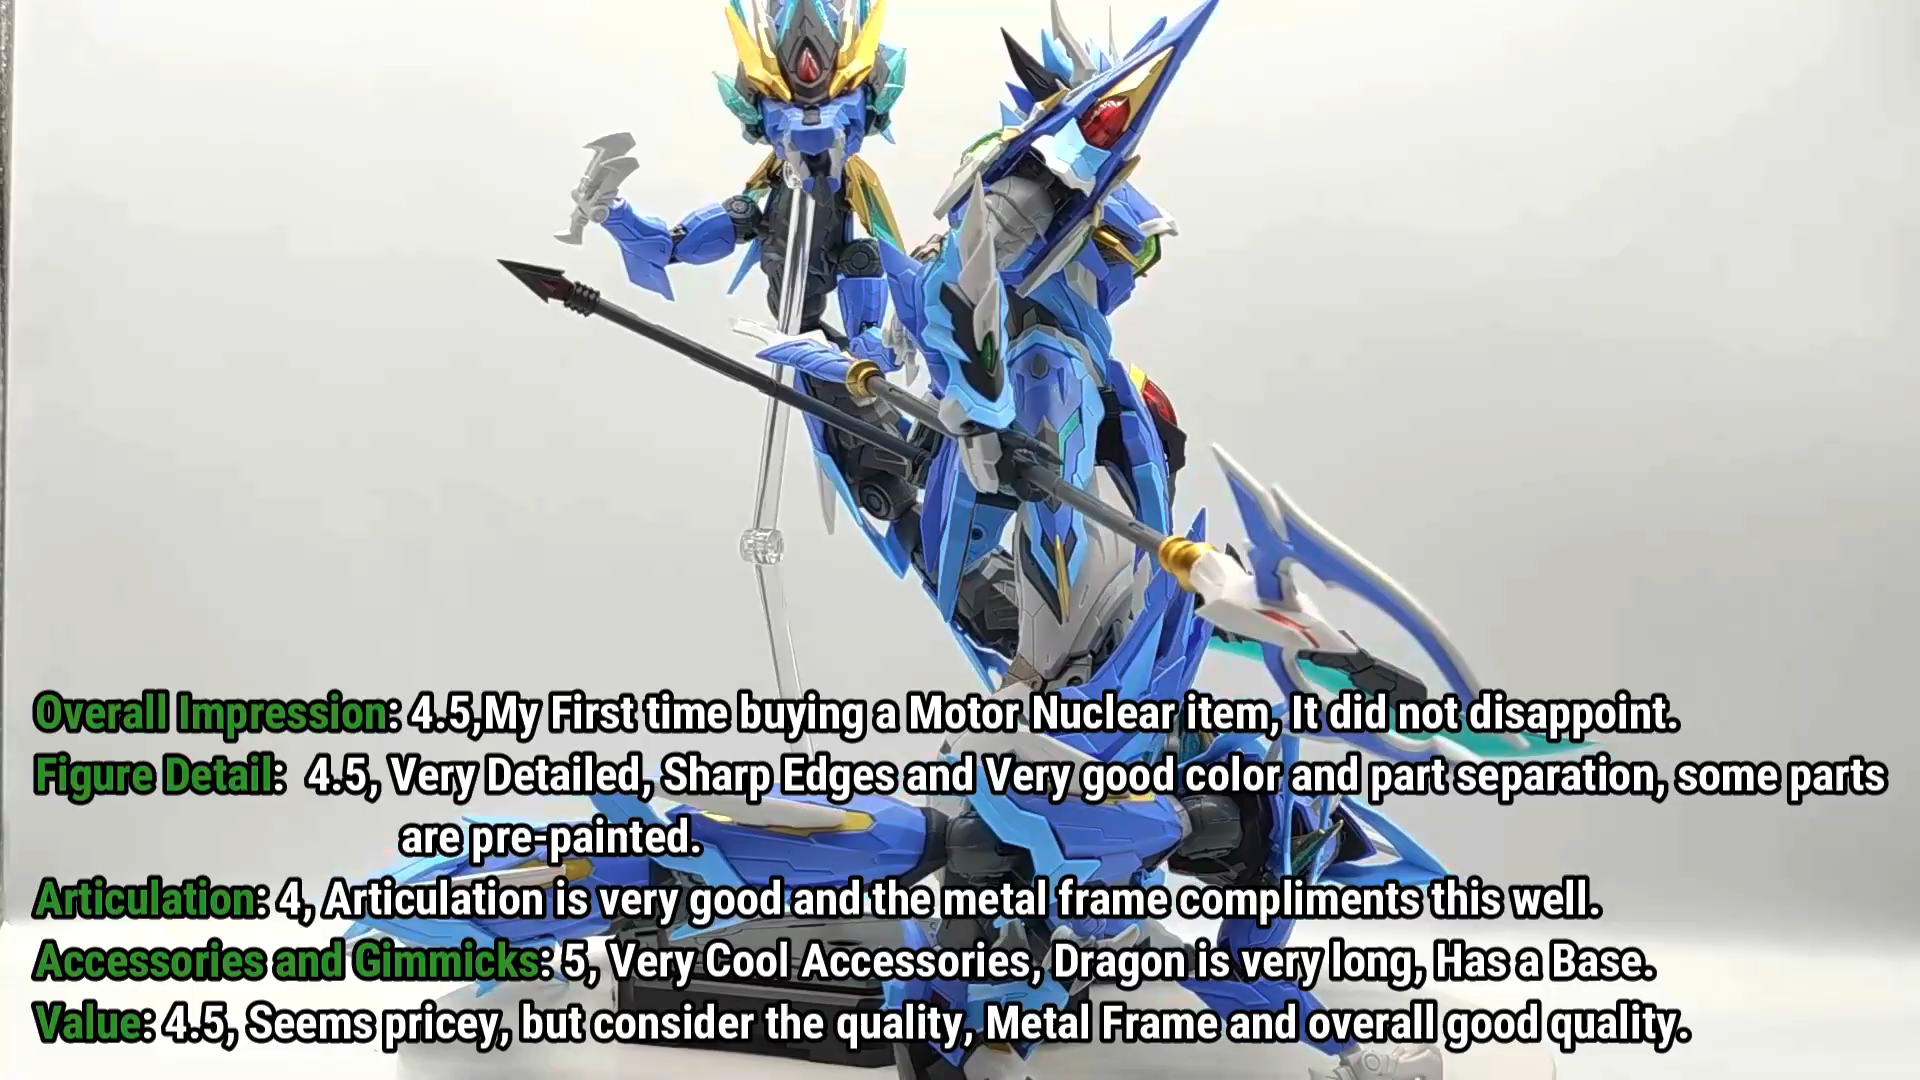 Overall Impression: 4.5,My First time buying a Motor Nuclear item, It did not disappoint.
Figure Detail:  4.5, Very Detailed, Sharp Edges and Very good color and part separation, some parts
are pre-painted.
Articulation: 4, Articulation is very good and the metal frame compliments this well.
Accessories and Gimmicks: 5, Very Cool Accessories, Dragon is very long, Has a Base.
Value: 4.5, Seems pricey, but consider the quality, Metal Frame and overall good quality.